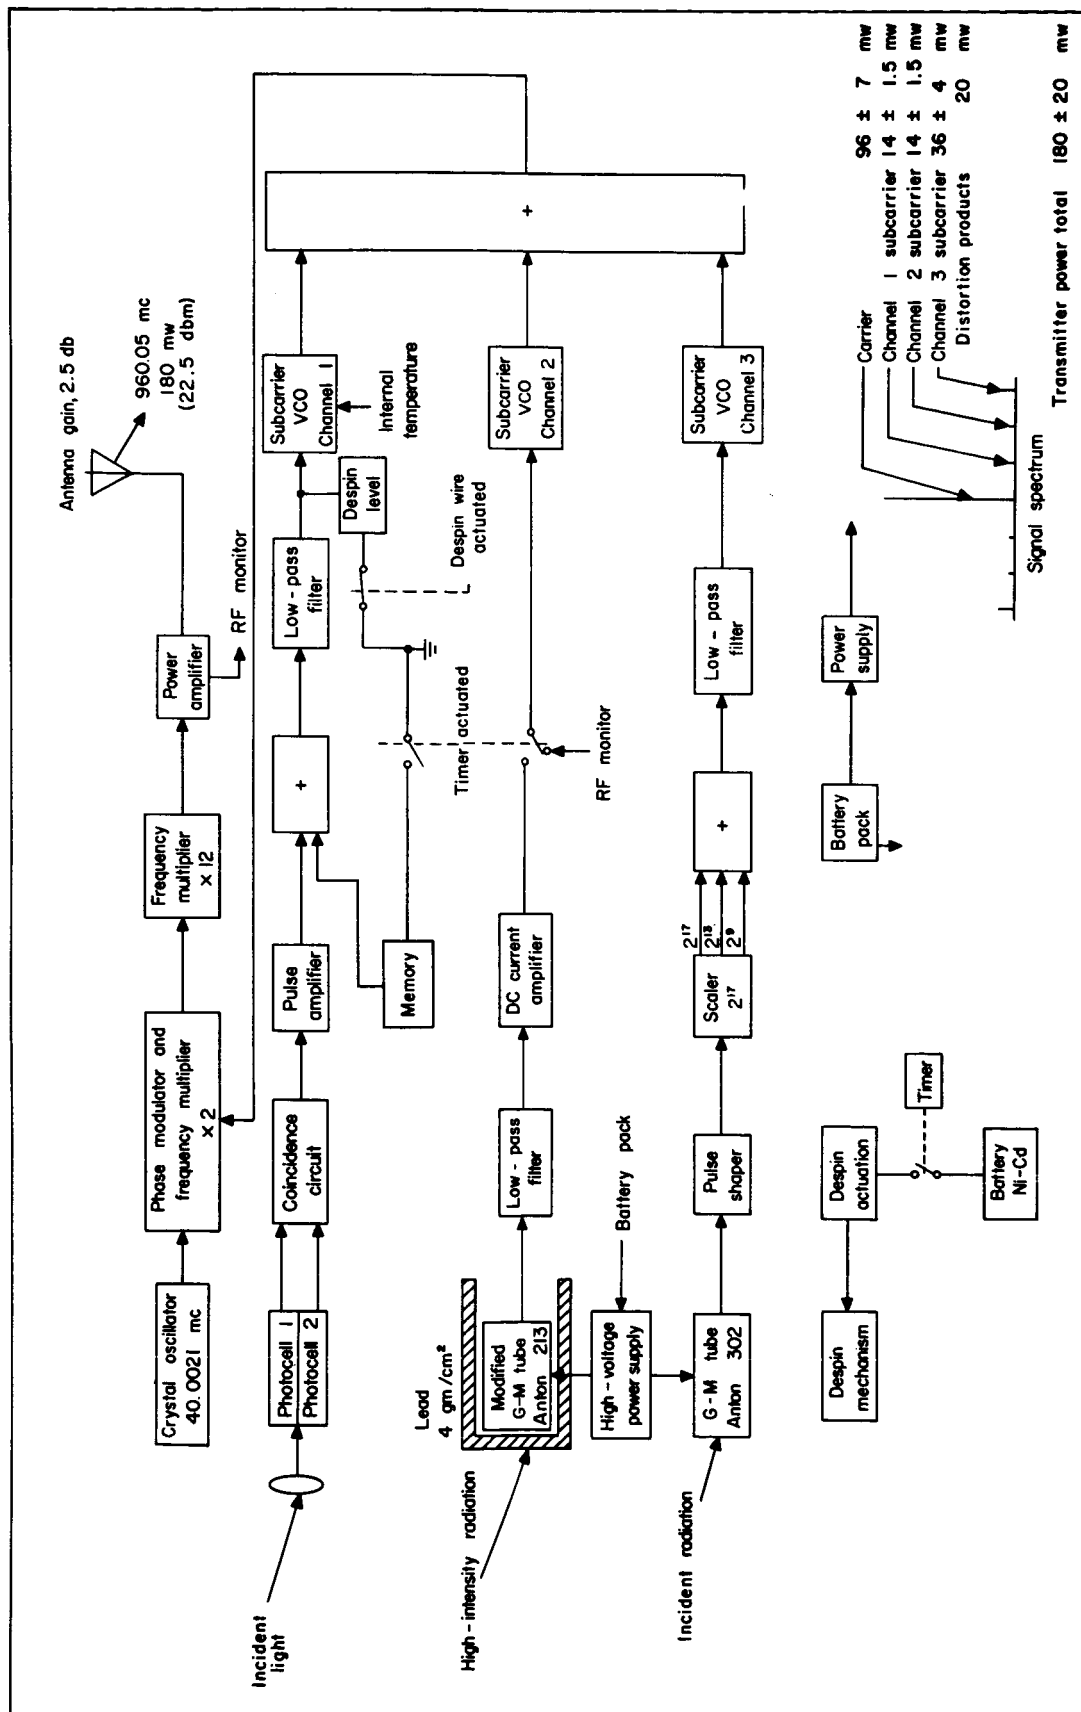 Antenna gain, 2.5 db
960.05 mc
180 mw
(22.5 dbm)
Crystal oscillator
40.0021 mc
Phase modulator and
frequency multiplier
×2
Frequency
multiplier
×12
Power
amplifier
RF monitor
Incident
light
Photocell 1
Photocell 2
Coincidence
circuit
Pulse
amplifier
+
Low-pass
filter
Subcarrier
VCO
Channel 1
Internal
temperature
Despin
level
Despin wire
actuated
Memory
Timer actuated
+
Lead
4 gm/cm²
High-intensity radiation
Modified
G-M tube
Anton 213
Low-pass
filter
DC current
amplifier
RF monitor
Subcarrier
VCO
Channel 2
High-voltage
power supply
Battery pack
Incident radiation
G-M tube
Anton 302
Pulse
shaper
Scaler
2¹⁷
2¹⁷
2¹³
2⁹
+
Low-pass
filter
Subcarrier
VCO
Channel 3
Despin
mechanism
Despin
actuation
Timer
Battery
Ni-Cd
Battery
pack
Power
supply
Carrier 96 ± 7 mw
Channel 1 subcarrier 14 ± 1.5 mw
Channel 2 subcarrier 14 ± 1.5 mw
Channel 3 subcarrier 36 ± 4 mw
Distortion products 20 mw
Signal spectrum
Transmitter power total 180 ± 20 mw